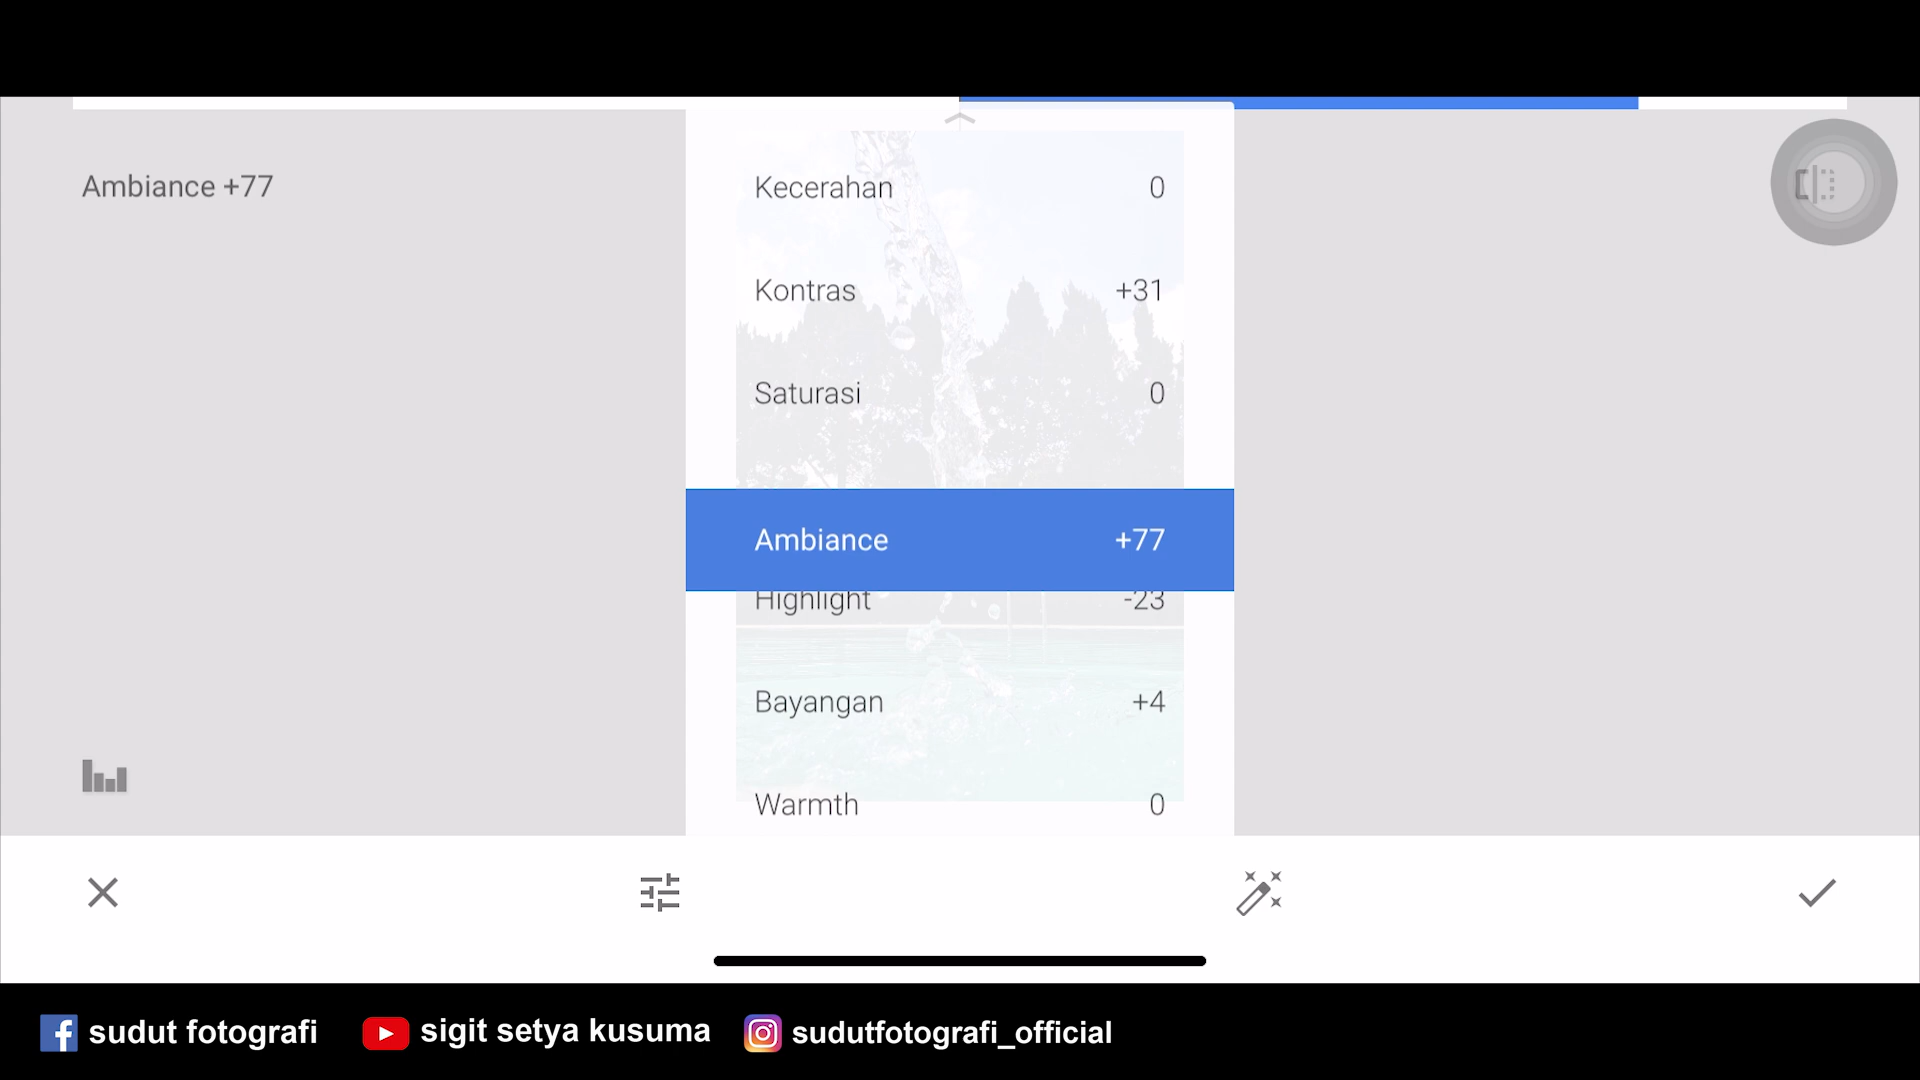 Ambiance +77
Kecerahan 0
Kontras +31
Saturasi 0
Ambiance +77
Highlight -23
Bayangan +4
Warmth 0
sudut fotografi sigit setya kusuma sudutfotografi_official